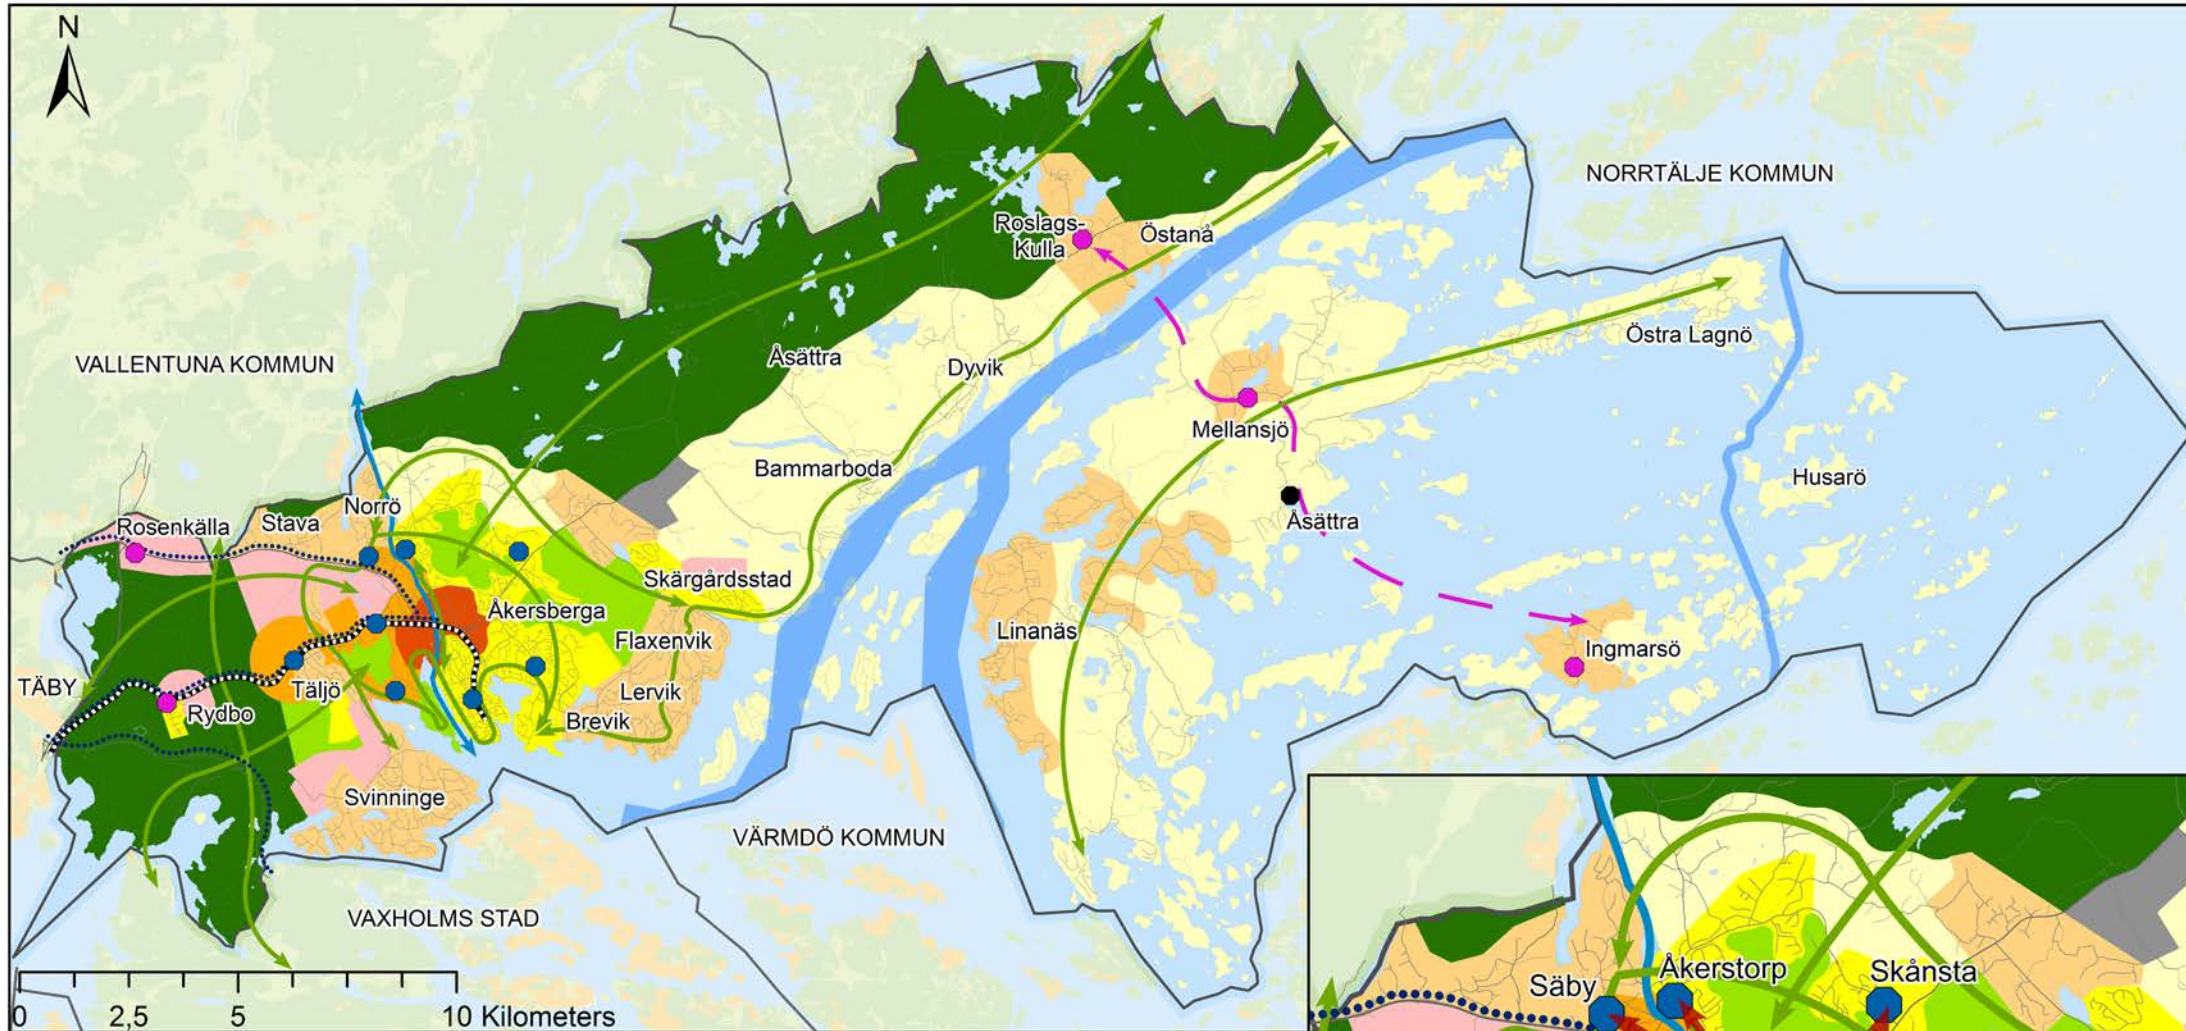 N
NORRTÄLJE KOMMUN
Roslags-
Kulla
Östanå
Östra Lagnö
VALLENTUNA KOMMUN
Åsättra
Dyvik
Mellansjö
Bammarboda
Husarö
Norrö
Stava
Rosenkälla
Åsättra
Skärgårdsstad
Åkersberga
Flaxenvik
Linanäs
Ingmarsö
TÄBY
Täljö
Lervik
Rydbo
Brevik
Svinninge
VÄRMDÖ KOMMUN
VAXHOLMS STAD
Säby
Åkerstorp
Skånsta
0 2,5 5 10 Kilometers